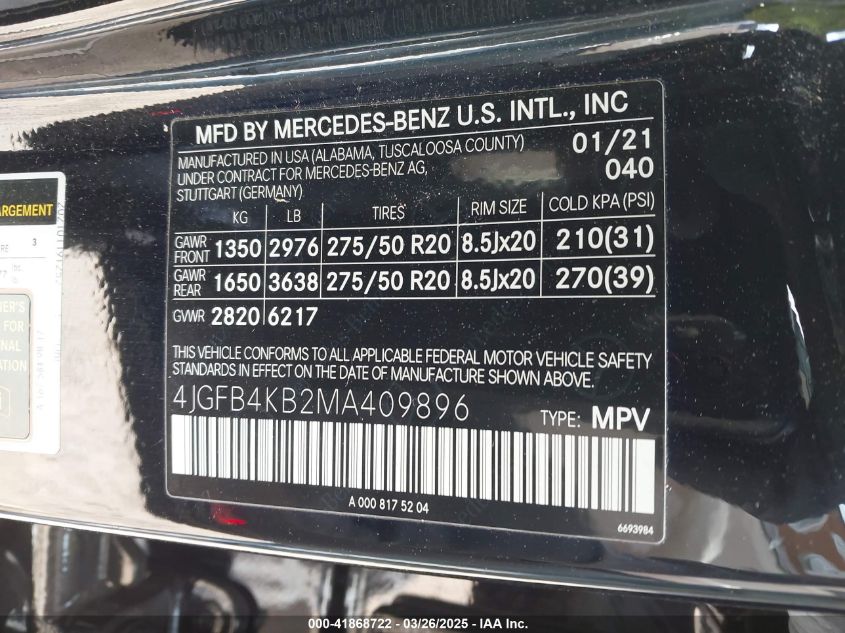 MFD BY MERCEDES-BENZ U.S. INTL., INC
MANUFACTURED IN USA (ALABAMA, TUSCALOOSA COUNTY) 01/21
UNDER CONTRACT FOR MERCEDES-BENZ AG, 040
STUTTGART (GERMANY)
KG LB TIRES RIM SIZE COLD KPA (PSI)
GAWR FRONT 1350 2976 275/50 R20 8.5Jx20 210(31)
GAWR REAR 1650 3638 275/50 R20 8.5Jx20 270(39)
GVWR 2820 6217
THIS VEHICLE CONFORMS TO ALL APPLICABLE FEDERAL MOTOR VEHICLE SAFETY
STANDARDS IN EFFECT ON THE DATE OF MANUFACTURE SHOWN ABOVE.
4JGFB4KB2MA409896 TYPE: MPV
A 000 817 52 04
6693984
ARGEMENT
3
000-41868722 - 03/26/2025 - IAA Inc.